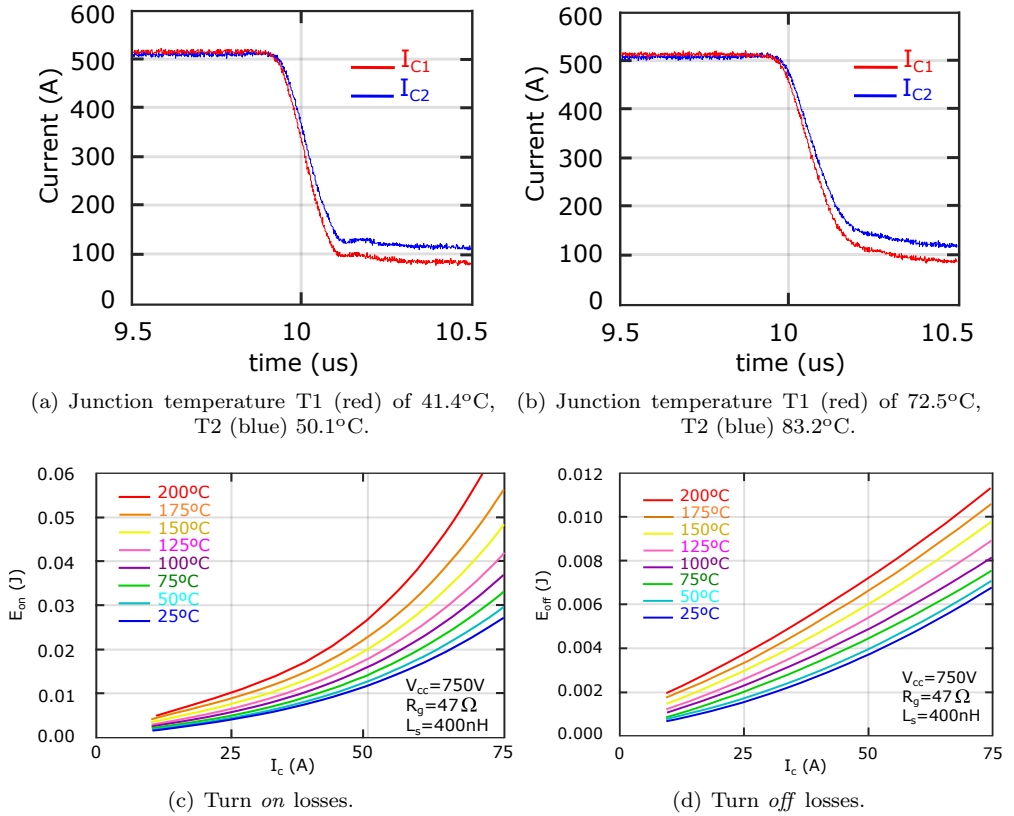 600
500
400
300
200
100
0
Current (A)
I_C1
I_C2
9.5 10 10.5
time (us)
600
500
400
300
200
100
0
Current (A)
I_C1
I_C2
9.5 10 10.5
time (us)
(a) Junction temperature T1 (red) of 41.4ºC,
T2 (blue) 50.1ºC.
(b) Junction temperature T1 (red) of 72.5ºC,
T2 (blue) 83.2ºC.
0.06
0.05
0.04
0.03
0.02
0.01
0.00
E_on (J)
200ºC
175ºC
150ºC
125ºC
100ºC
75ºC
50ºC
25ºC
V_cc=750V
R_g=47Ω
L_s=400nH
0 25 50 75
I_c (A)
(c) Turn on losses.
0.012
0.010
0.008
0.006
0.004
0.002
0.000
E_off (J)
200ºC
175ºC
150ºC
125ºC
100ºC
75ºC
50ºC
25ºC
V_cc=750V
R_g=47Ω
L_s=400nH
0 25 50 75
I_c (A)
(d) Turn off losses.